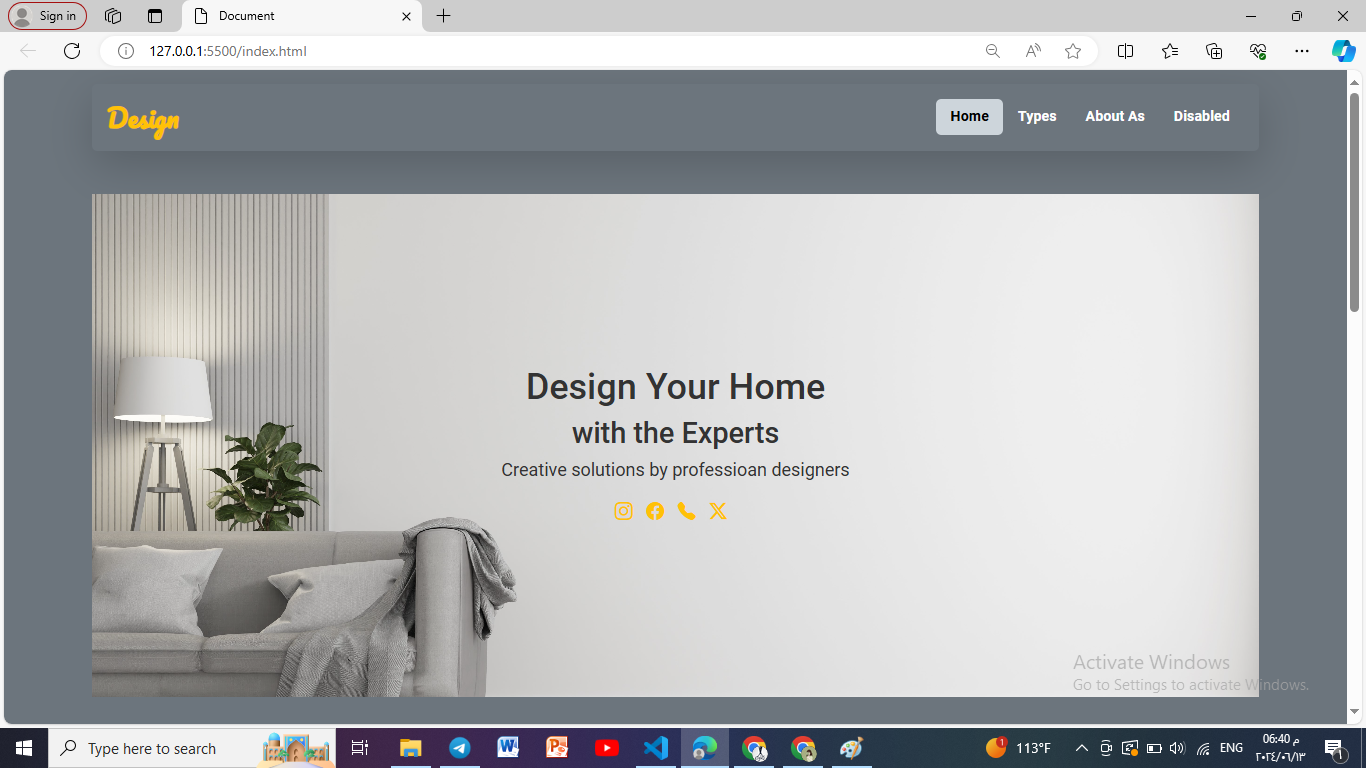 Sign in
Document
127.0.0.1:5500/index.html
Design
Home Types About As Disabled
Design Your Home
with the Experts
Creative solutions by professioan designers
Activate Windows
Go to Settings to activate Windows.
Type here to search
113°F
ENG
06:40 م
٢٠٢٤/٠٦/١٣
1
1